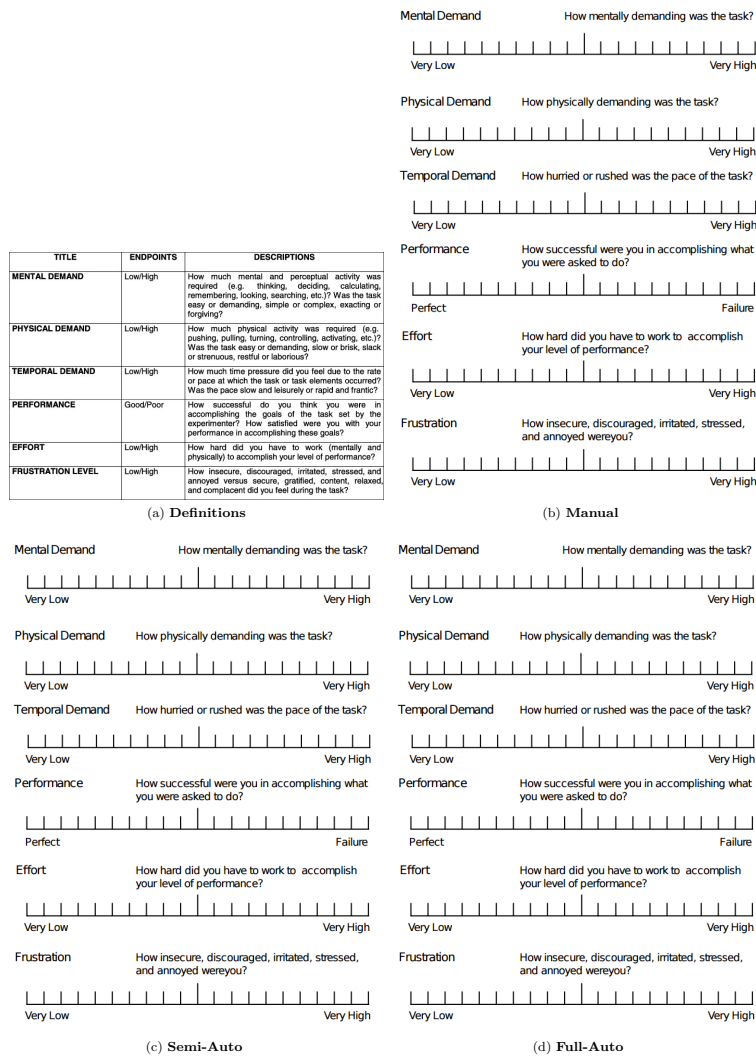 TITLE ENDPOINTS DESCRIPTIONS
MENTAL DEMAND Low/High How much mental and perceptual activity was
required (e.g. thinking, deciding, calculating,
remembering, looking, searching, etc.)? Was the task
easy or demanding, simple or complex, exacting or
forgiving?
PHYSICAL DEMAND Low/High How much physical activity was required (e.g.
pushing, pulling, turning, controlling, activating, etc.)?
Was the task easy or demanding, slow or brisk, slack
or strenuous, restful or laborious?
TEMPORAL DEMAND Low/High How much time pressure did you feel due to the rate
or pace at which the task or task elements occurred?
Was the pace slow and leisurely or rapid and frantic?
PERFORMANCE Good/Poor How successful do you think you were in
accomplishing the goals of the task set by the
experimenter? How satisfied were you with your
performance in accomplishing these goals?
EFFORT Low/High How hard did you have to work (mentally and
physically) to accomplish your level of performance?
FRUSTRATION LEVEL Low/High How insecure, discouraged, irritated, stressed, and
annoyed versus secure, gratified, content, relaxed,
and complacent did you feel during the task?
(a) Definitions
Mental Demand How mentally demanding was the task?
Very Low Very High
Physical Demand How physically demanding was the task?
Very Low Very High
Temporal Demand How hurried or rushed was the pace of the task?
Very Low Very High
Performance How successful were you in accomplishing what
you were asked to do?
Perfect Failure
Effort How hard did you have to work to accomplish
your level of performance?
Very Low Very High
Frustration How insecure, discouraged, irritated, stressed,
and annoyed wereyou?
Very Low Very High
(b) Manual
Mental Demand How mentally demanding was the task?
Very Low Very High
Physical Demand How physically demanding was the task?
Very Low Very High
Temporal Demand How hurried or rushed was the pace of the task?
Very Low Very High
Performance How successful were you in accomplishing what
you were asked to do?
Perfect Failure
Effort How hard did you have to work to accomplish
your level of performance?
Very Low Very High
Frustration How insecure, discouraged, irritated, stressed,
and annoyed wereyou?
Very Low Very High
(c) Semi-Auto
Mental Demand How mentally demanding was the task?
Very Low Very High
Physical Demand How physically demanding was the task?
Very Low Very High
Temporal Demand How hurried or rushed was the pace of the task?
Very Low Very High
Performance How successful were you in accomplishing what
you were asked to do?
Perfect Failure
Effort How hard did you have to work to accomplish
your level of performance?
Very Low Very High
Frustration How insecure, discouraged, irritated, stressed,
and annoyed wereyou?
Very Low Very High
(d) Full-Auto